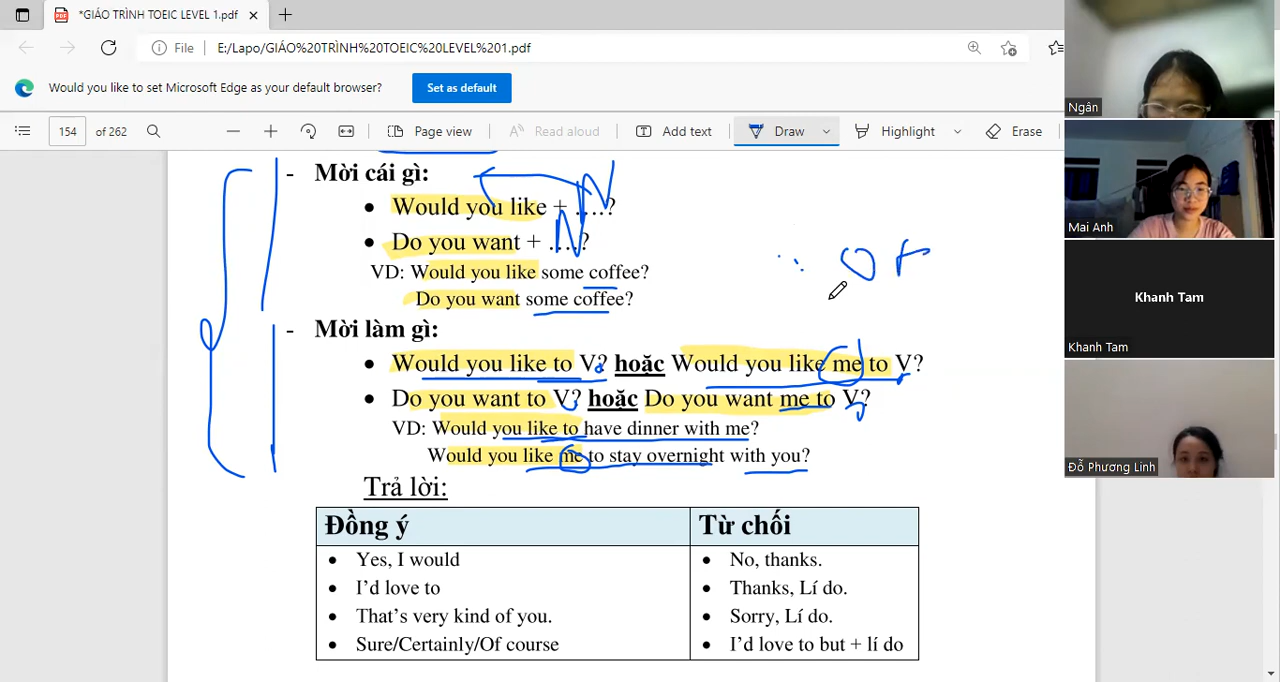 *GIÁO TRÌNH TOEIC LEVEL 1.pdf
File E:/Lapo/GIÁO%20TRÌNH%20TOEIC%20LEVEL%201.pdf
Would you like to set Microsoft Edge as your default browser? Set as default
154 of 262 Page view Read aloud Add text Draw Highlight Erase
- Mời cái gì:
• Would you like + ....? N
• Do you want + ....? N
VD: Would you like some coffee?
Do you want some coffee?
or
- Mời làm gì:
• Would you like to V? hoặc Would you like me to V?
• Do you want to V? hoặc Do you want me to V?
VD: Would you like to have dinner with me?
Would you like me to stay overnight with you?
Trả lời:
Đồng ý Từ chối
• Yes, I would • No, thanks.
• I’d love to • Thanks, Lí do.
• That’s very kind of you. • Sorry, Lí do.
• Sure/Certainly/Of course • I’d love to but + lí do
Ngân
Mai Anh
Khanh Tam
Khanh Tam
Đỗ Phương Linh